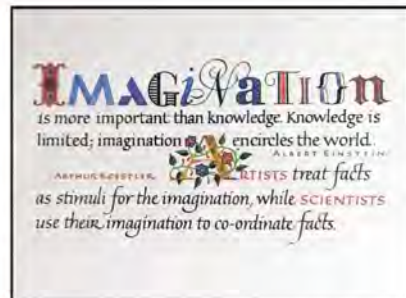 IMAGiNaTION
is more important than knowledge. Knowledge is
limited; imagination encircles the world.
ALBERT EINSTEIN
ARTHUR KOESTLER ARTISTS treat facts
as stimuli for the imagination, while SCIENTISTS
use their imagination to co-ordinate facts.